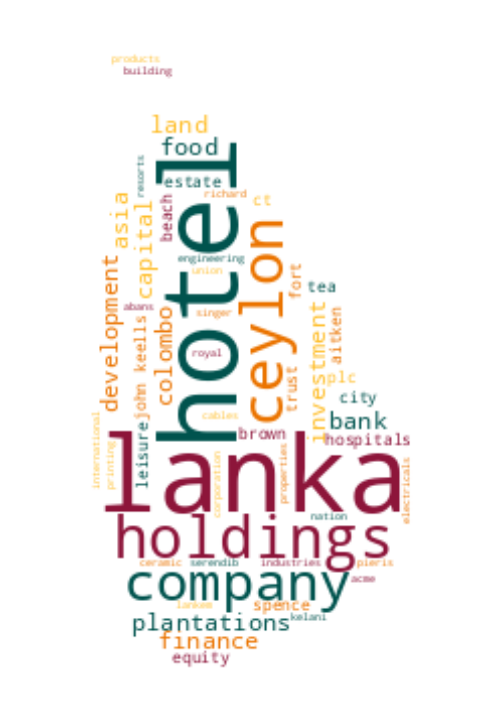 products
building
land
food
resorts
estate
richard
beach
ct
asia
capital
hotel
ceylon
engineering
union
development
fort
tea
abans
singer
colombo
john keells
investment
aitken
royal
trust
plc
city
cables
bank
brown
hospitals
leisure
international
printing
lanka
corporation
properties
electricals
nation
holdings
ceramic
serendib
industries
pieris
company
acme
lankem
spence
kelani
plantations
finance
equity